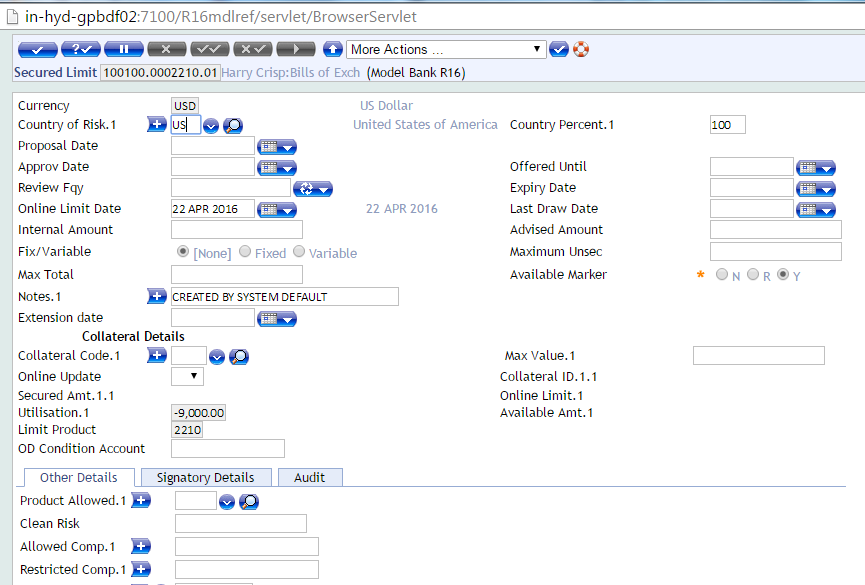 in-hyd-gpbdf02:7100/R16mdlref/servlet/BrowserServlet
More Actions ...
Secured Limit 100100.0002210.01 Harry Crisp:Bills of Exch (Model Bank R16)
Currency USD US Dollar
Country of Risk.1 US United States of America Country Percent.1 100
Proposal Date
Approv Date Offered Until
Review Fqy Expiry Date
Online Limit Date 22 APR 2016 22 APR 2016 Last Draw Date
Internal Amount Advised Amount
Fix/Variable [None] Fixed Variable Maximum Unsec
Max Total Available Marker * N R Y
Notes.1 CREATED BY SYSTEM DEFAULT
Extension date
Collateral Details
Collateral Code.1 Max Value.1
Online Update Collateral ID.1.1
Secured Amt.1.1 Online Limit.1
Utilisation.1 -9,000.00 Available Amt.1
Limit Product 2210
OD Condition Account
Other Details Signatory Details Audit
Product Allowed.1
Clean Risk
Allowed Comp.1
Restricted Comp.1